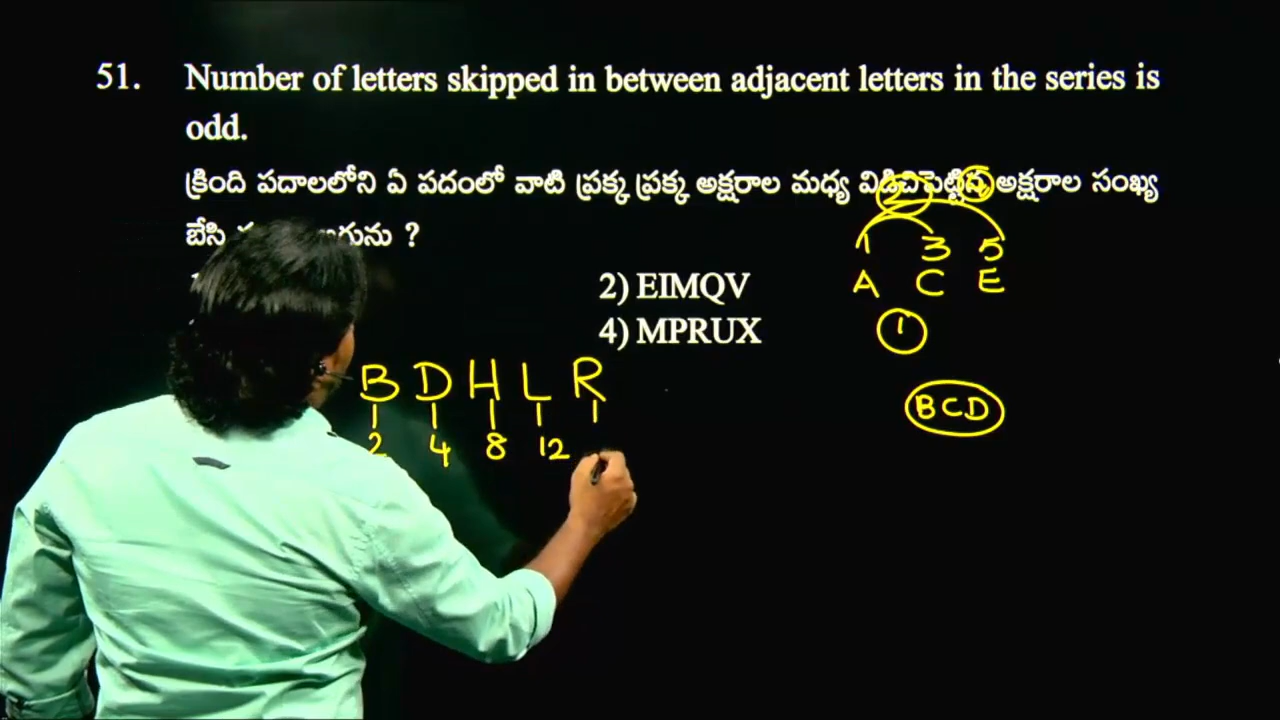 51. Number of letters skipped in between adjacent letters in the series is
odd.
క్రింది పదాలలోని ఏ పదంలో వాటి ప్రక్క ప్రక్క అక్షరాల మధ్య విడిచిపెట్టిన అక్షరాల సంఖ్య
బేసి ?
1 3 5
2) EIMQV A C E
4) MPRUX 1
B D H L R
BCD
2 4 8 12